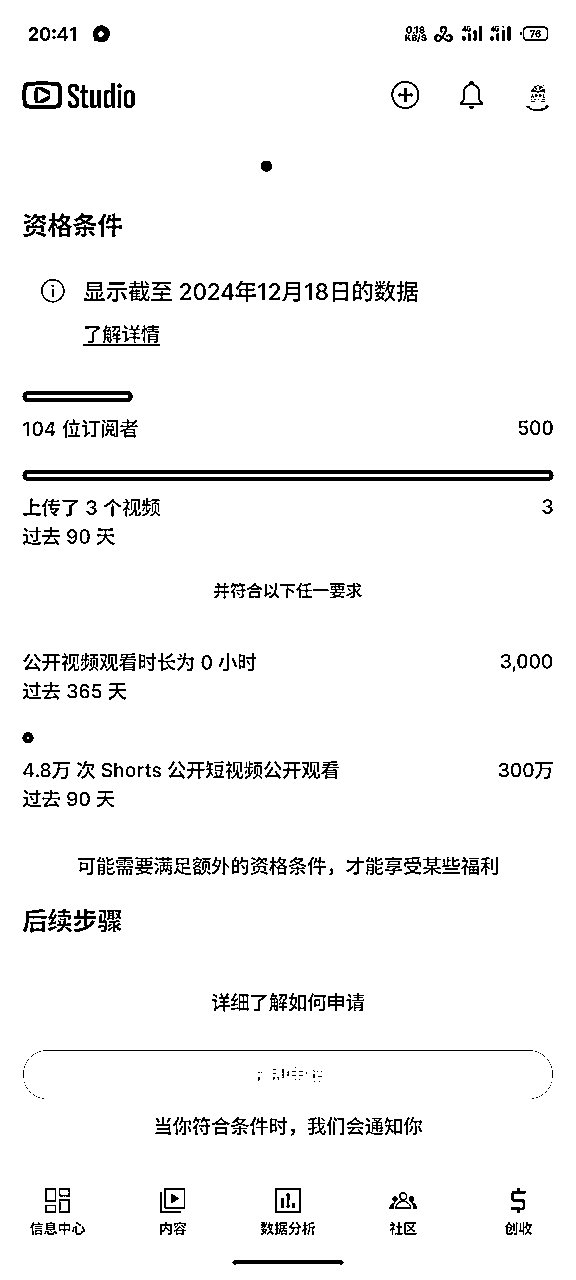 20:41
0.18 KB/S 4G 4G 76
Studio
资格条件
显示截至 2024年12月18日的数据
了解详情
104 位订阅者 500
上传了 3 个视频 3
过去 90 天
并符合以下任一要求
公开视频观看时长为 0 小时 3,000
过去 365 天
4.8万 次 Shorts 公开短视频公开观看 300万
过去 90 天
可能需要满足额外的资格条件，才能享受某些福利
后续步骤
详细了解如何申请
当你符合条件时，我们会通知你
信息中心 内容 数据分析 社区 创收